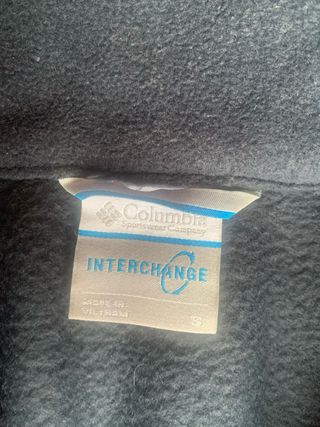 Columbia
Sportswear Company
INTERCHANGE
MADE IN
VIETNAM
S